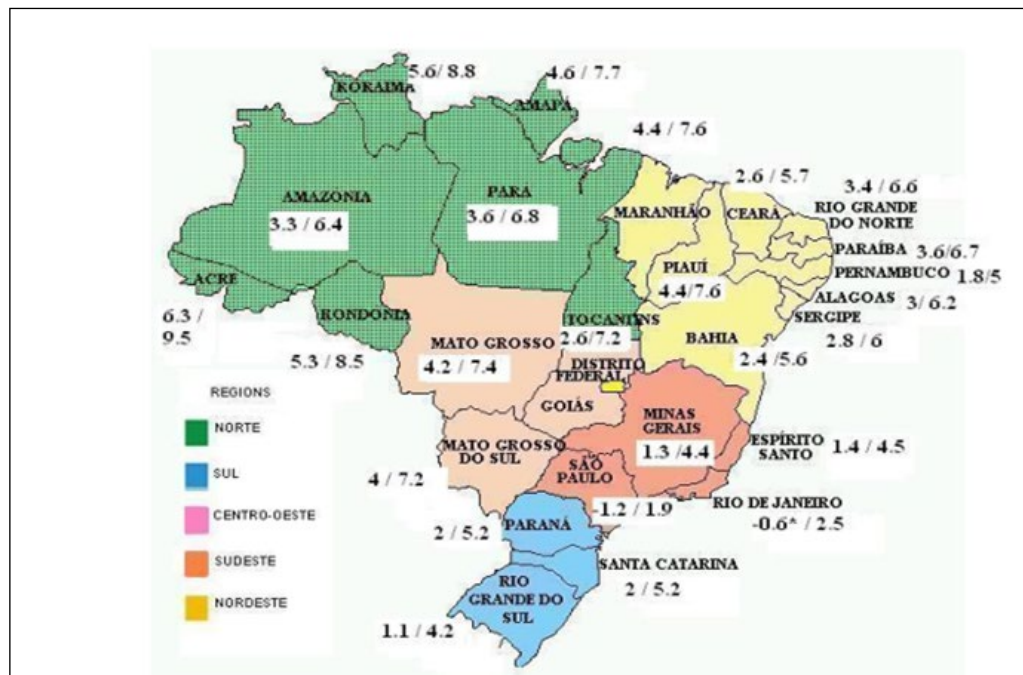 5.6/ 8.8
RORAIMA
4.6 / 7.7
AMAPÁ
4.4 / 7.6
AMAZONIA
3.3 / 6.4
PARA
3.6 / 6.8
MARANHÃO
2.6 / 5.7
CEARÁ
3.4 / 6.6
RIO GRANDE
DO NORTE
PARAÍBA
3.6/6.7
PIAUÍ
4.4/7.6
PERNAMBUCO
1.8/5
ALAGOAS
3/ 6.2
SERGIPE
2.8 / 6
ACRE
6.3 /
9.5
RONDONIA
5.3 / 8.5
TOCANTINS
2.6/7.2
MATO GROSSO
4.2 / 7.4
BAHIA
2.4/5.6
DISTRITO
FEDERAL
GOIÁS
MINAS
GERAIS
1.3 /4.4
ESPÍRITO
SANTO
1.4 / 4.5
MATO GROSSO
DO SUL
4 / 7.2
SÃO
PAULO
-1.2 / 1.9
RIO DE JANEIRO
-0.6* / 2.5
PARANÁ
2 / 5.2
SANTA CATARINA
2 / 5.2
RIO
GRANDE DO
SUL
1.1 / 4.2
REGIONS
NORTE
SUL
CENTRO-OESTE
SUDESTE
NORDESTE